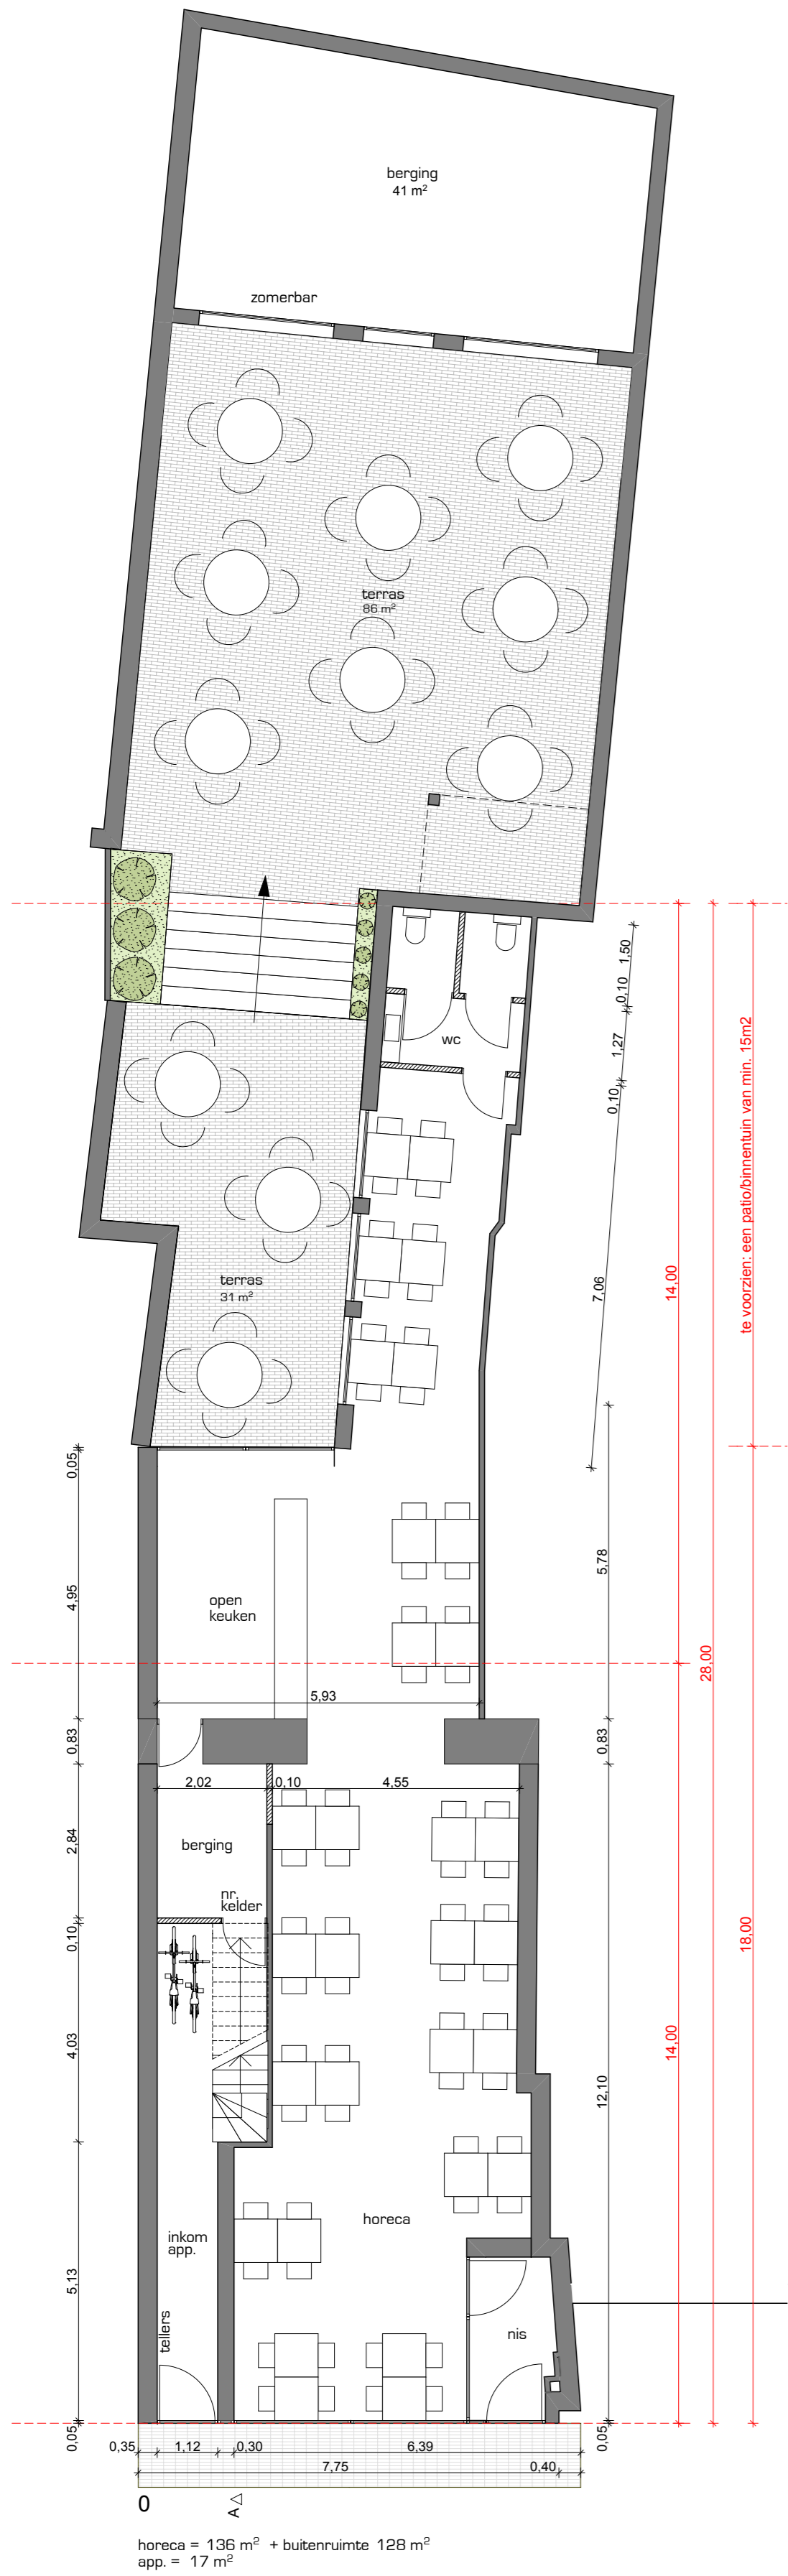 berging
41 m²
zomerbar
terras
86 m²
wc
1,50
0,10
1,27
0,10
7,06
te voorzien: een patio/binnentuin van min. 15m2
14,00
28,00
terras
31 m²
0,05
4,95
open
keuken
5,78
5,93
0,83
0,83
2,02
0,10
4,55
2,84
berging
nr.
kelder
0,10
4,03
18,00
14,00
12,10
horeca
inkom
app.
5,13
tellers
nis
0,05
0,35
1,12
0,30
6,39
0,05
7,75
0,40
0
A
horeca = 136 m² + buitenruimte 128 m²
app. = 17 m²